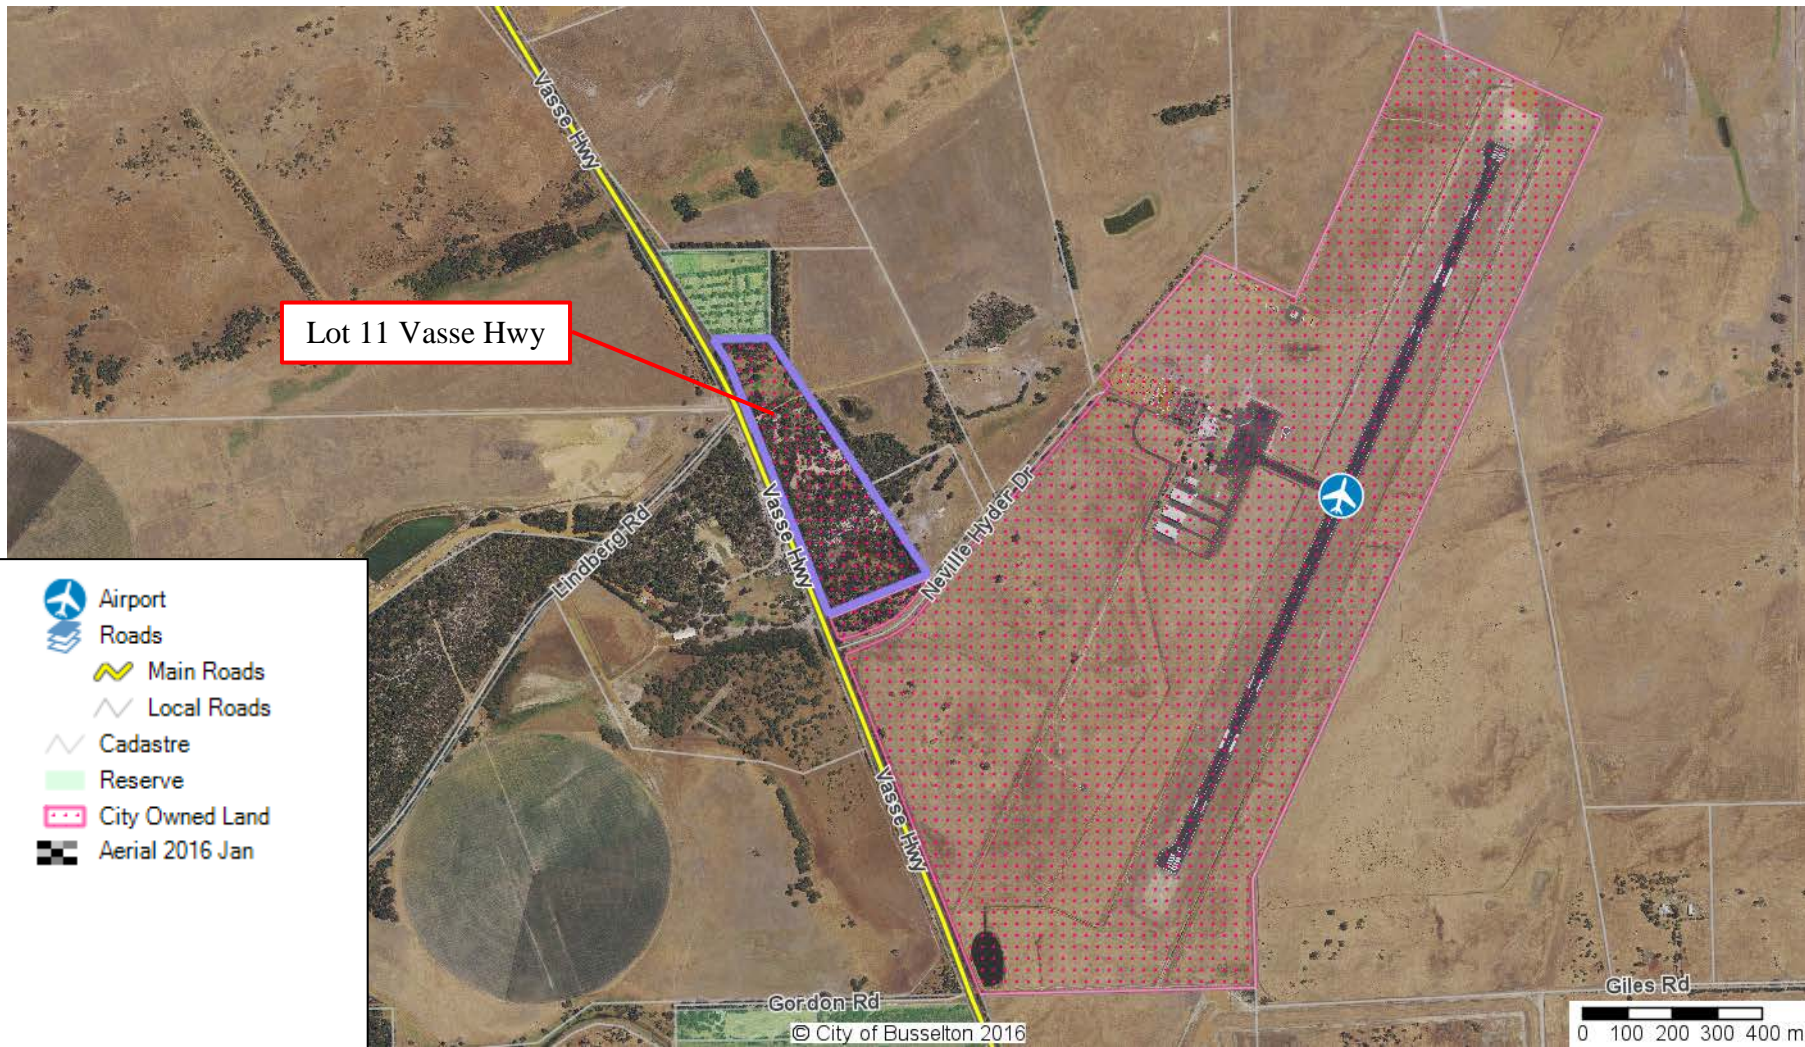 Vasse Hwy
Lot 11 Vasse Hwy
Vasse Hwy
Lindberg Rd
Neville Hyder Dr
Airport
Roads
Main Roads
Local Roads
Cadastre
Reserve
City Owned Land
Aerial 2016 Jan
Vasse Hwy
Gordon Rd
Giles Rd
© City of Busselton 2016
0 100 200 300 400 m